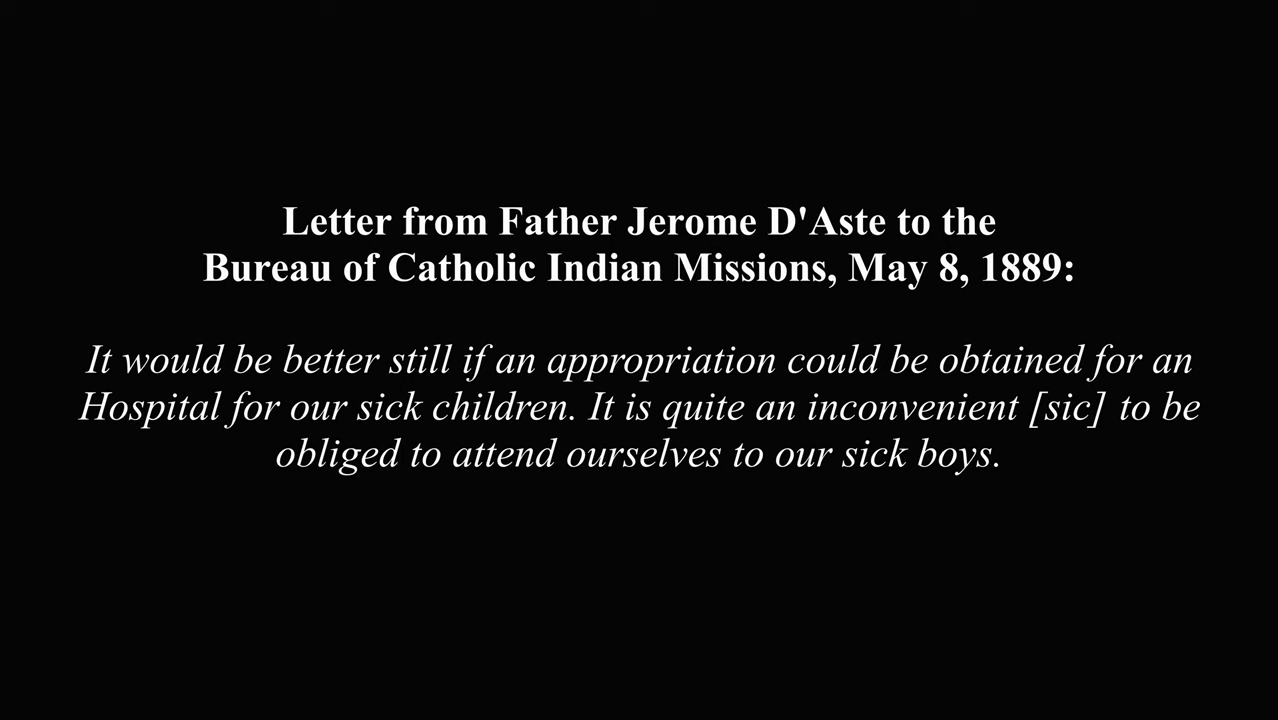 Letter from Father Jerome D'Aste to the
Bureau of Catholic Indian Missions, May 8, 1889:
It would be better still if an appropriation could be obtained for an
Hospital for our sick children. It is quite an inconvenient [sic] to be
obliged to attend ourselves to our sick boys.